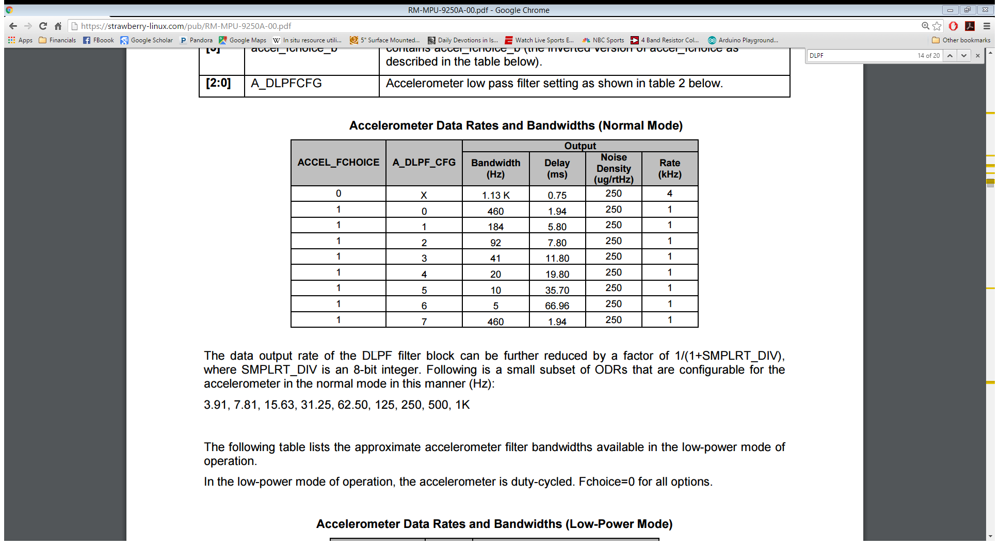 RM-MPU-9250A-00.pdf - Google Chrome
https://strawberry-linux.com/pub/RM-MPU-9250A-00.pdf
Apps Financials FBoook Google Scholar Pandora Google Maps In situ resource utili... 5" Surface Mounted... Daily Devotions in Is... Watch Live Sports E... NBC Sports 4 Band Resistor Col... Arduino Playground... Other bookmarks
DLPF 14 of 20
accel_fchoice_b contains accel_fchoice_b (the inverted version of accel_fchoice as
described in the table below).
[2:0] A_DLPFCFG Accelerometer low pass filter setting as shown in table 2 below.
Accelerometer Data Rates and Bandwidths (Normal Mode)
Output
ACCEL_FCHOICE A_DLPF_CFG Bandwidth (Hz) Delay (ms) Noise Density (ug/rtHz) Rate (kHz)
0 X 1.13 K 0.75 250 4
1 0 460 1.94 250 1
1 1 184 5.80 250 1
1 2 92 7.80 250 1
1 3 41 11.80 250 1
1 4 20 19.80 250 1
1 5 10 35.70 250 1
1 6 5 66.96 250 1
1 7 460 1.94 250 1
The data output rate of the DLPF filter block can be further reduced by a factor of 1/(1+SMPLRT_DIV),
where SMPLRT_DIV is an 8-bit integer. Following is a small subset of ODRs that are configurable for the
accelerometer in the normal mode in this manner (Hz):
3.91, 7.81, 15.63, 31.25, 62.50, 125, 250, 500, 1K
The following table lists the approximate accelerometer filter bandwidths available in the low-power mode of
operation.
In the low-power mode of operation, the accelerometer is duty-cycled. Fchoice=0 for all options.
Accelerometer Data Rates and Bandwidths (Low-Power Mode)